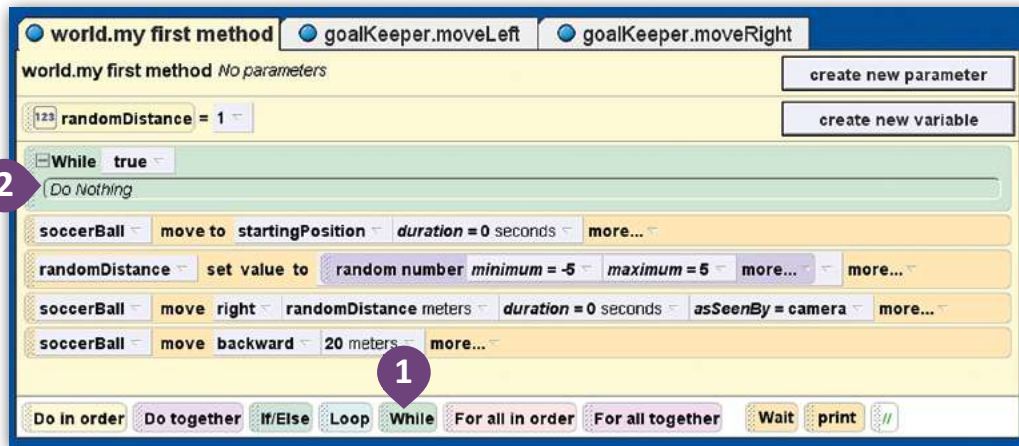 world.my first method goalKeeper.moveLeft goalKeeper.moveRight
world.my first method No parameters create new parameter
123 randomDistance = 1 create new variable
While true
2 Do Nothing
soccerBall move to startingPosition duration = 0 seconds more...
randomDistance set value to random number minimum = -5 maximum = 5 more... more...
soccerBall move right randomDistance meters duration = 0 seconds asSeenBy = camera more...
soccerBall move backward 20 meters more...
1
Do in order Do together If/Else Loop While For all in order For all together Wait print //